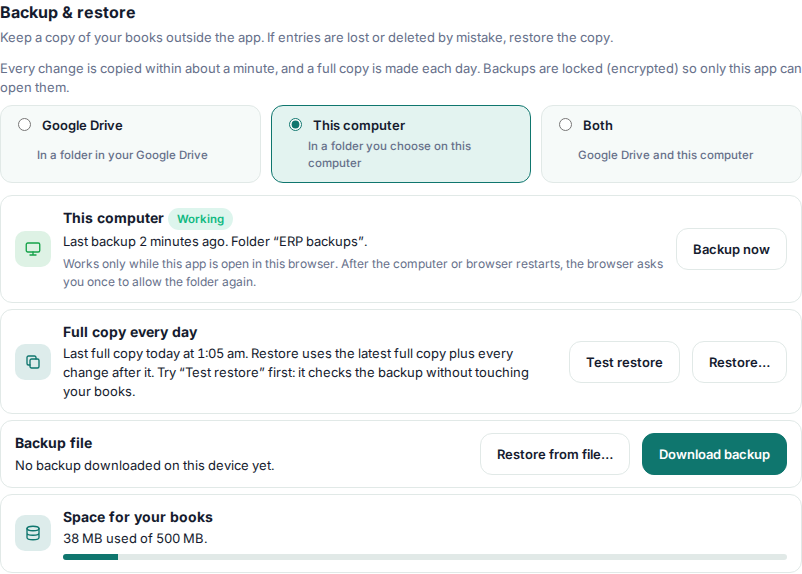 Backup & restore
Keep a copy of your books outside the app. If entries are lost or deleted by mistake, restore the copy.
Every change is copied within about a minute, and a full copy is made each day. Backups are locked (encrypted) so only this app can
open them.
Google Drive
In a folder in your Google Drive
This computer
In a folder you choose on this
computer
Both
Google Drive and this computer
This computer Working
Last backup 2 minutes ago. Folder “ERP backups”.
Works only while this app is open in this browser. After the computer or browser restarts, the browser asks
you once to allow the folder again.
Backup now
Full copy every day
Last full copy today at 1:05 am. Restore uses the latest full copy plus every
change after it. Try “Test restore” first: it checks the backup without touching
your books.
Test restore
Restore...
Backup file
No backup downloaded on this device yet.
Restore from file...
Download backup
Space for your books
38 MB used of 500 MB.